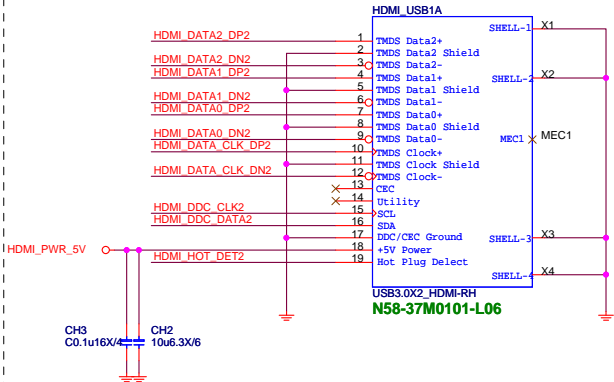 HDMI_USB1A
SHELL-1 X1
HDMI_DATA2_DP2 1 TMDS Data2+
2 TMDS Data2 Shield
HDMI_DATA2_DN2 3 TMDS Data2-
HDMI_DATA1_DP2 4 TMDS Data1+
SHELL-2 X2
5 TMDS Data1 Shield
HDMI_DATA1_DN2 6 TMDS Data1-
HDMI_DATA0_DP2 7 TMDS Data0+
8 TMDS Data0 Shield
HDMI_DATA0_DN2 9 TMDS Data0-
MEC1 MEC1
HDMI_DATA_CLK_DP2 10 TMDS Clock+
11 TMDS Clock Shield
HDMI_DATA_CLK_DN2 12 TMDS Clock-
13 CEC
14 Utility
HDMI_DDC_CLK2 15 SCL
HDMI_DDC_DATA2 16 SDA
17 DDC/CEC Ground
SHELL-3 X3
HDMI_PWR_5V 18 +5V Power
HDMI_HOT_DET2 19 Hot Plug Delect
SHELL-4 X4
USB3.0X2_HDMI-RH
N58-37M0101-L06
CH3 CH2
C0.1u16X/4 10u6.3X/6